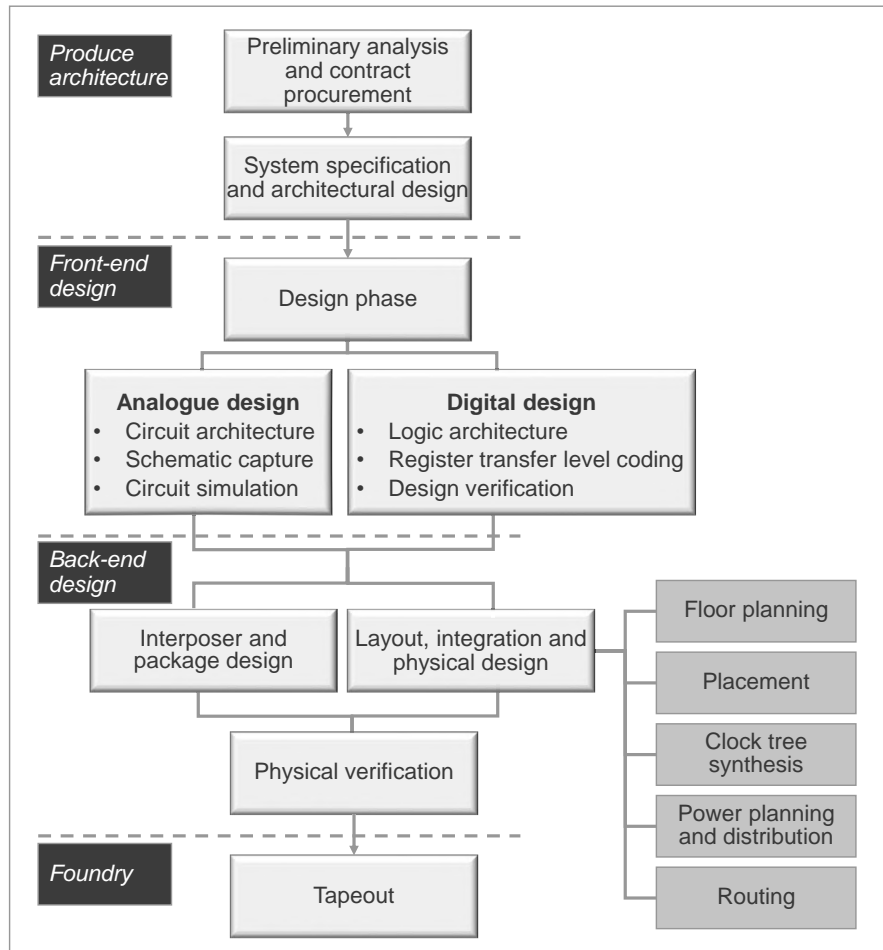 Produce
architecture
Preliminary analysis
and contract
procurement
System specification
and architectural design
Front-end
design
Design phase
Analogue design
• Circuit architecture
• Schematic capture
• Circuit simulation
Digital design
• Logic architecture
• Register transfer level coding
• Design verification
Back-end
design
Interposer and
package design
Layout, integration and
physical design
Floor planning
Placement
Clock tree
synthesis
Power planning
and distribution
Routing
Physical verification
Foundry
Tapeout